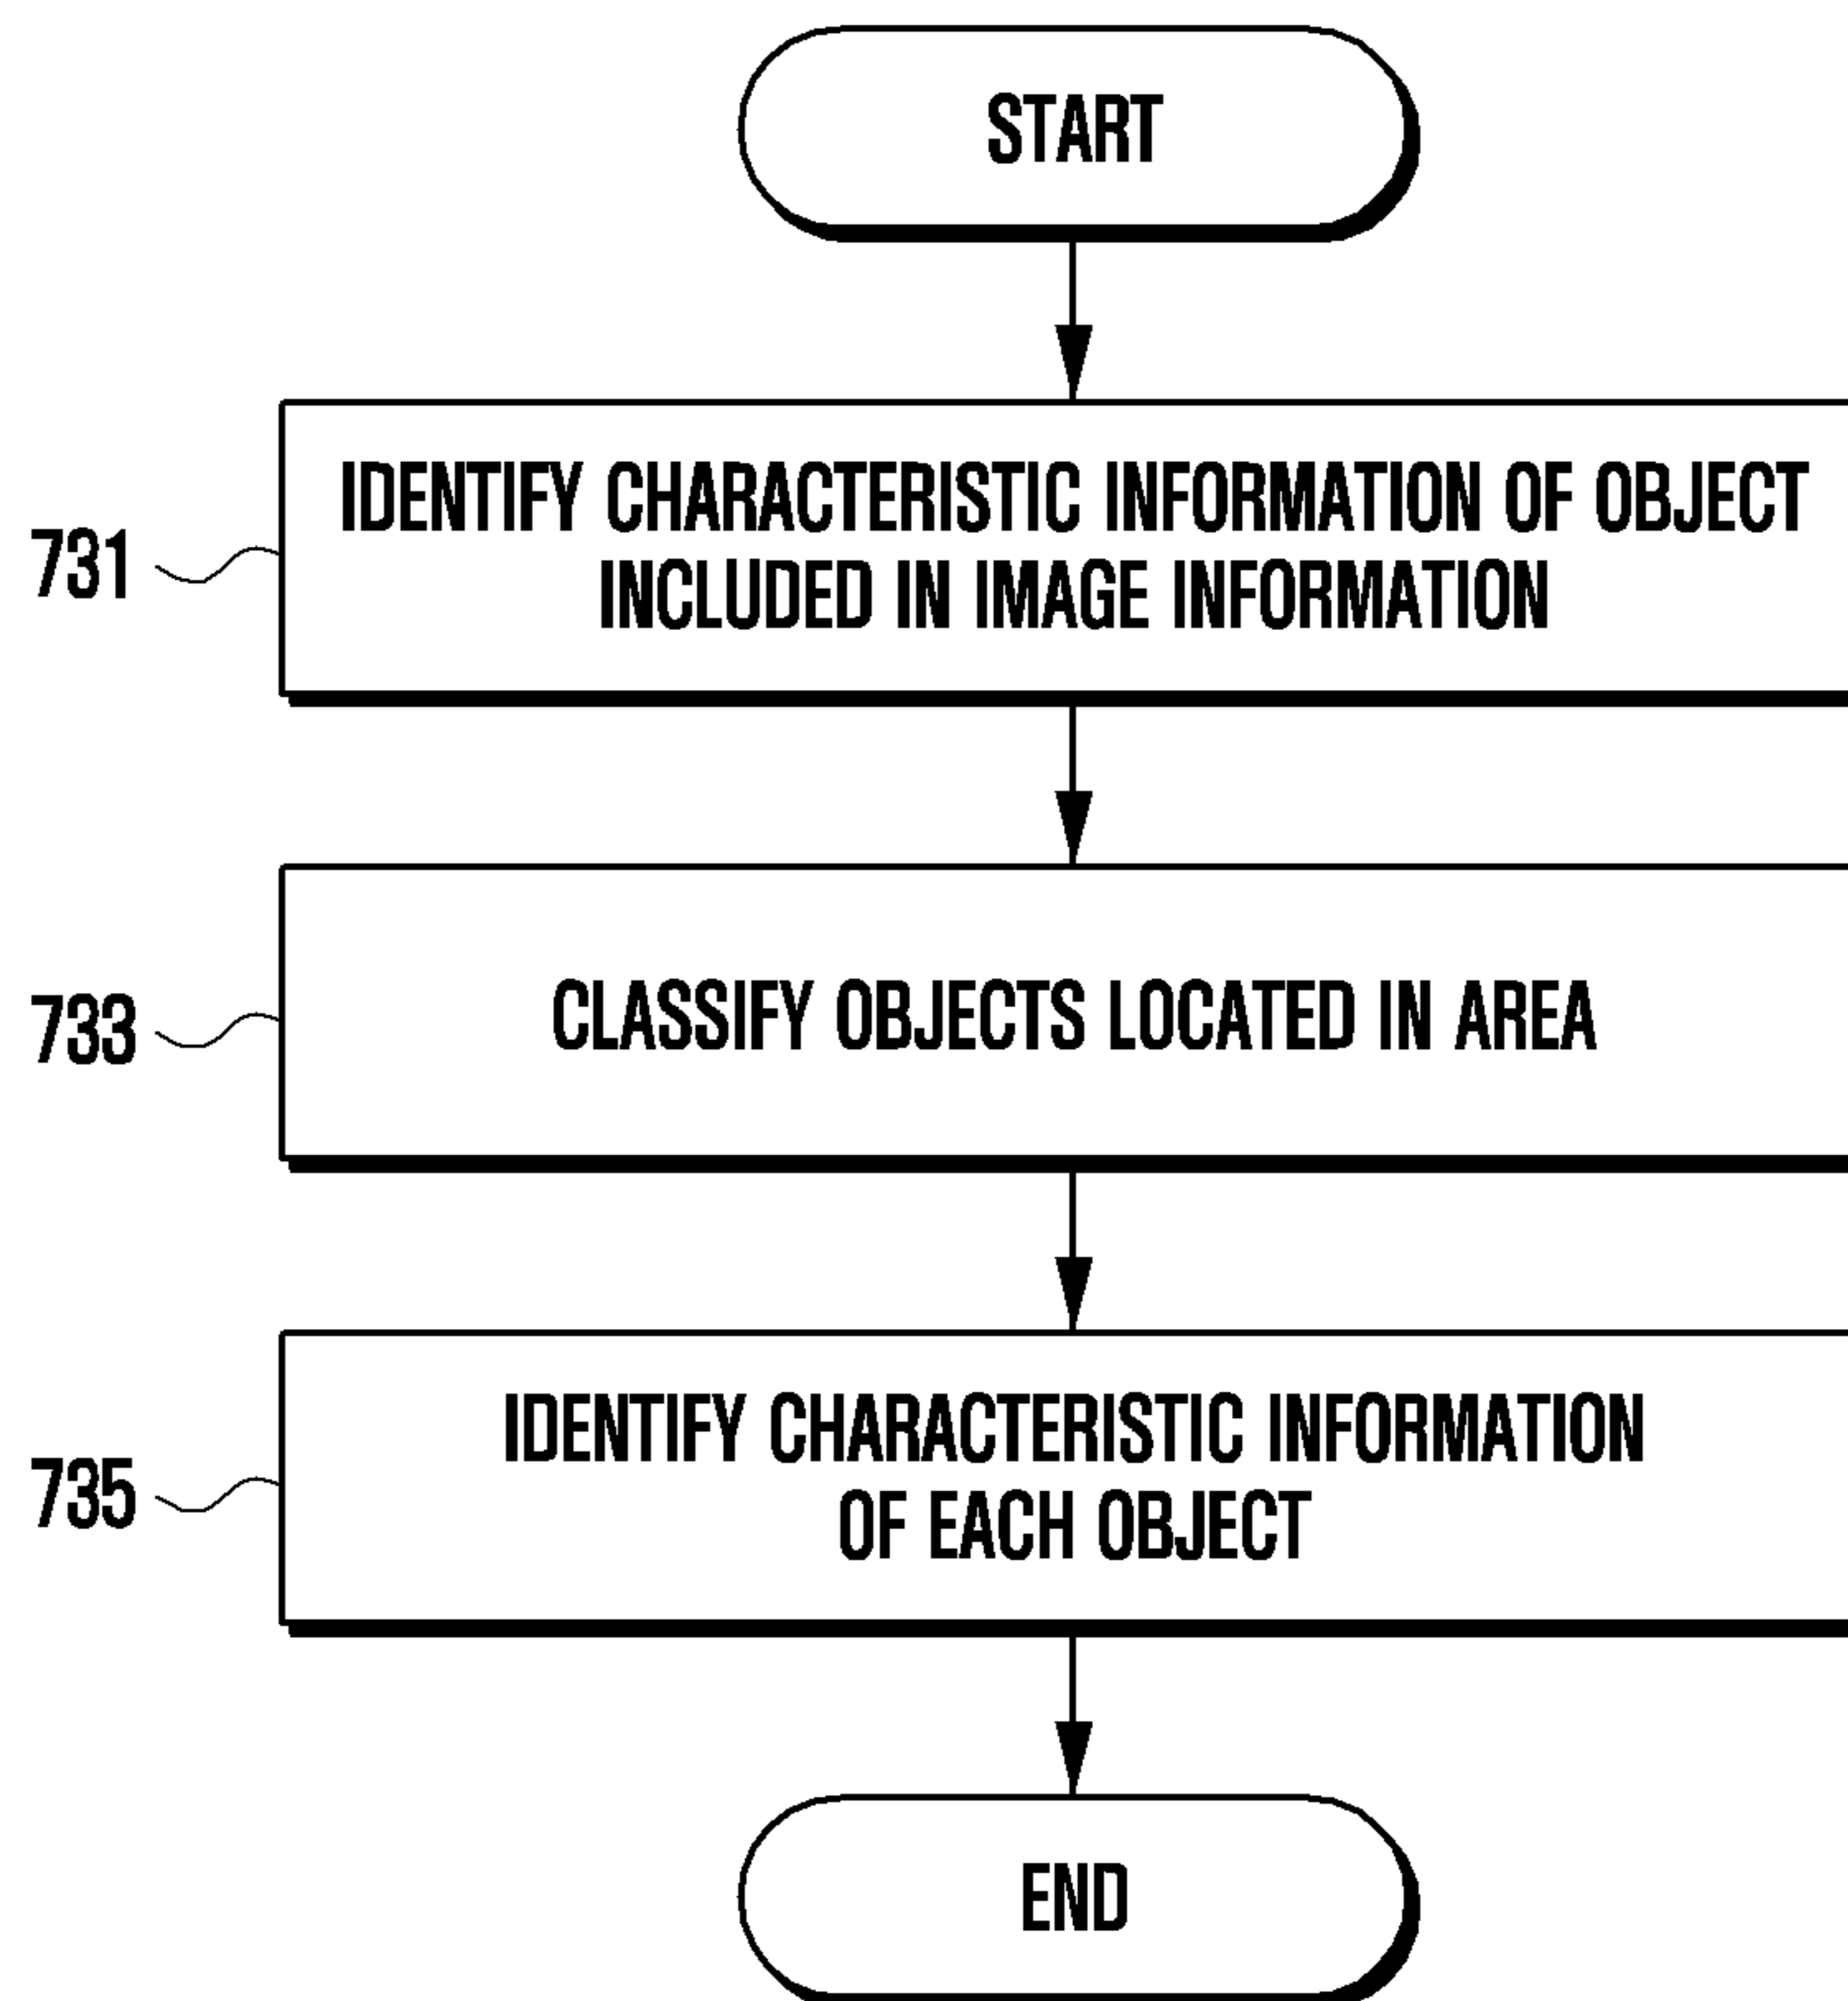 START
731
IDENTIFY CHARACTERISTIC INFORMATION OF OBJECT
INCLUDED IN IMAGE INFORMATION
733
CLASSIFY OBJECTS LOCATED IN AREA
735
IDENTIFY CHARACTERISTIC INFORMATION
OF EACH OBJECT
END